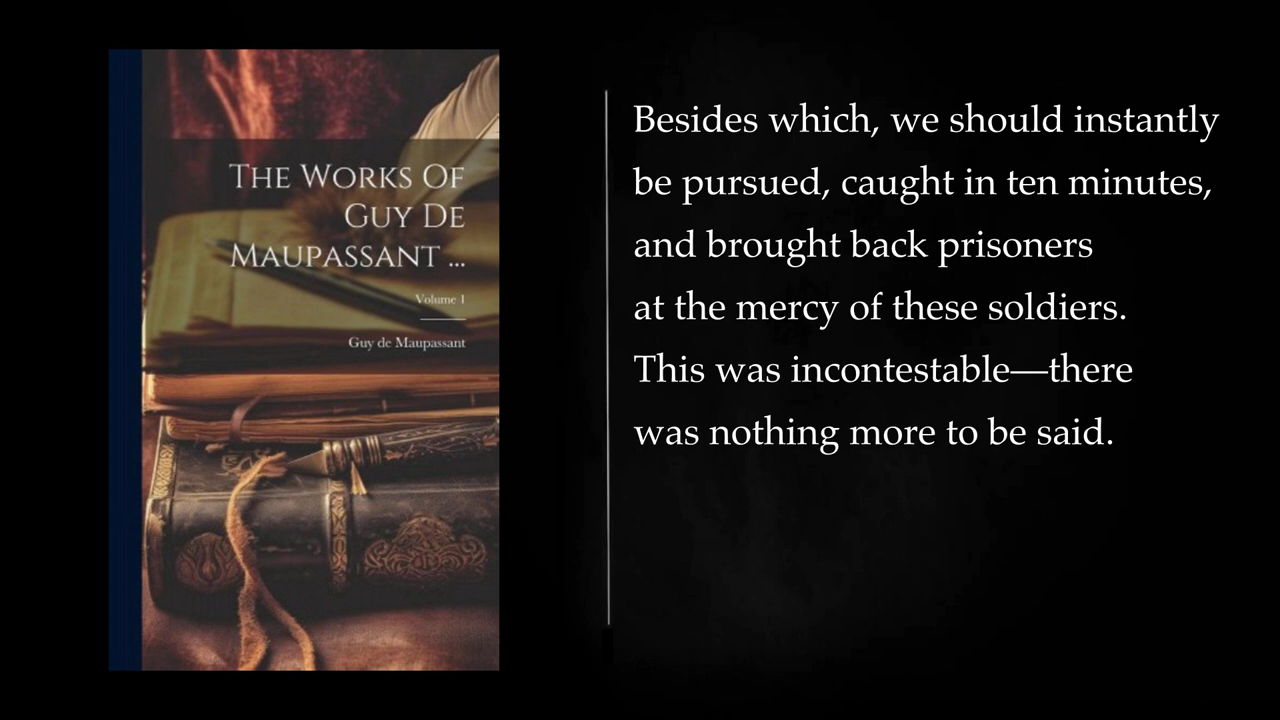 The Works Of
Guy De
Maupassant ...
Volume 1
Guy de Maupassant
Besides which, we should instantly
be pursued, caught in ten minutes,
and brought back prisoners
at the mercy of these soldiers.
This was incontestable—there
was nothing more to be said.